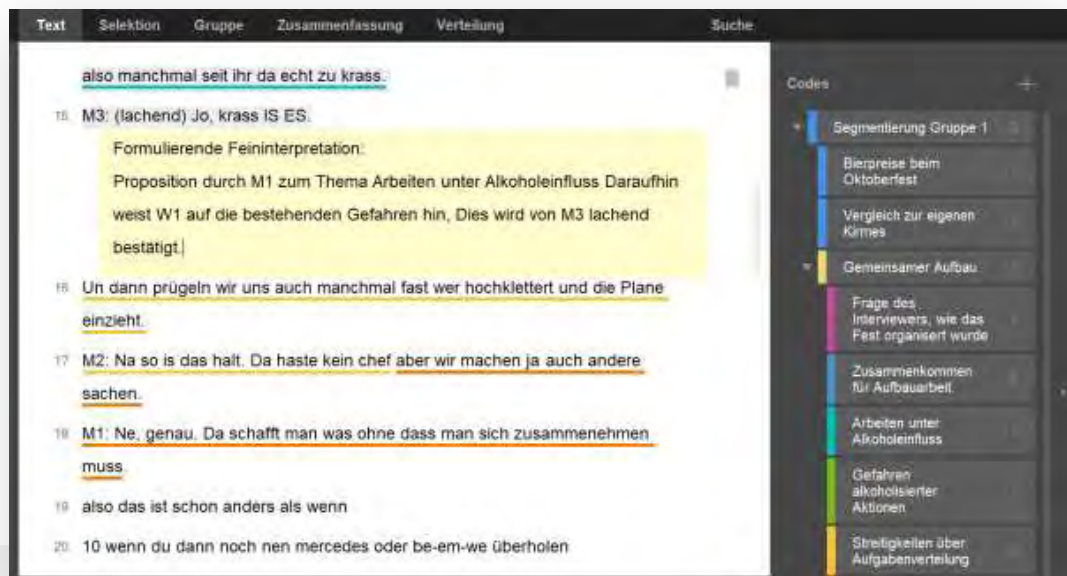 Text Selektion Gruppe Zusammenfassung Verteilung Suche
also manchmal seit ihr da echt zu krass.
15 M3: (lachend) Jo, krass IS ES.
Formulierende Feininterpretation:
Proposition durch M1 zum Thema Arbeiten unter Alkoholeinfluss Daraufhin
weist W1 auf die bestehenden Gefahren hin, Dies wird von M3 lachend
bestätigt.
16 Un dann prügeln wir uns auch manchmal fast wer hochklettert und die Plane
einzieht.
17 M2: Na so is das halt. Da haste kein chef aber wir machen ja auch andere
sachen.
18 M1: Ne, genau. Da schafft man was ohne dass man sich zusammenehmen
muss
19 also das ist schon anders als wenn
20 10 wenn du dann noch nen mercedes oder be-em-we überholen
Codes
Segmentierung Gruppe 1
Bierpreise beim
Oktoberfest
Vergleich zur eigenen
Kirmes
Gemeinsamer Aufbau
Frage des
Interviewers, wie das
Fest organisert wurde
Zusammenkommen
für Aufbauarbeit
Arbeiten unter
Alkoholeinfluss
Gefahren
alkoholisierter
Aktionen
Streitigkeiten über
Aufgabenverteilung